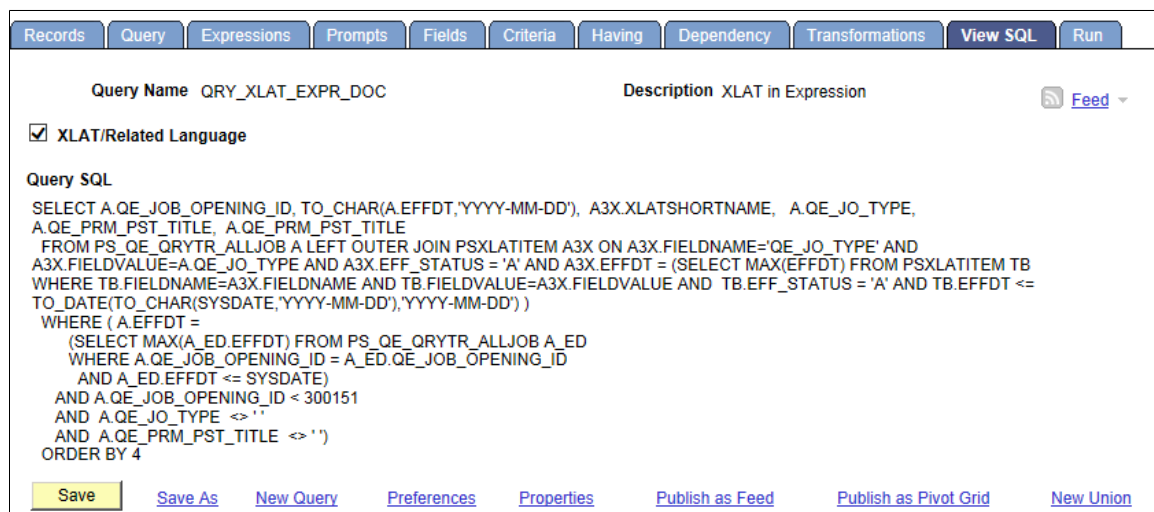 Records Query Expressions Prompts Fields Criteria Having Dependency Transformations View SQL Run
Query Name QRY_XLAT_EXPR_DOC Description XLAT in Expression
Feed
XLAT/Related Language
Query SQL
SELECT A.QE_JOB_OPENING_ID, TO_CHAR(A.EFFDT,'YYYY-MM-DD'), A3X.XLATSHORTNAME, A.QE_JO_TYPE,
A.QE_PRM_PST_TITLE, A.QE_PRM_PST_TITLE
FROM PS_QE_QRYTR_ALLJOB A LEFT OUTER JOIN PSXLATITEM A3X ON A3X.FIELDNAME='QE_JO_TYPE' AND
A3X.FIELDVALUE=A.QE_JO_TYPE AND A3X.EFF_STATUS = 'A' AND A3X.EFFDT = (SELECT MAX(EFFDT) FROM PSXLATITEM TB
WHERE TB.FIELDNAME=A3X.FIELDNAME AND TB.FIELDVALUE=A3X.FIELDVALUE AND TB.EFF_STATUS = 'A' AND TB.EFFDT <=
TO_DATE(TO_CHAR(SYSDATE,'YYYY-MM-DD'),'YYYY-MM-DD') )
WHERE ( A.EFFDT =
(SELECT MAX(A_ED.EFFDT) FROM PS_QE_QRYTR_ALLJOB A_ED
WHERE A.QE_JOB_OPENING_ID = A_ED.QE_JOB_OPENING_ID
AND A_ED.EFFDT <= SYSDATE)
AND A.QE_JOB_OPENING_ID < 300151
AND A.QE_JO_TYPE <> ' '
AND A.QE_PRM_PST_TITLE <> ' ')
ORDER BY 4
Save Save As New Query Preferences Properties Publish as Feed Publish as Pivot Grid New Union